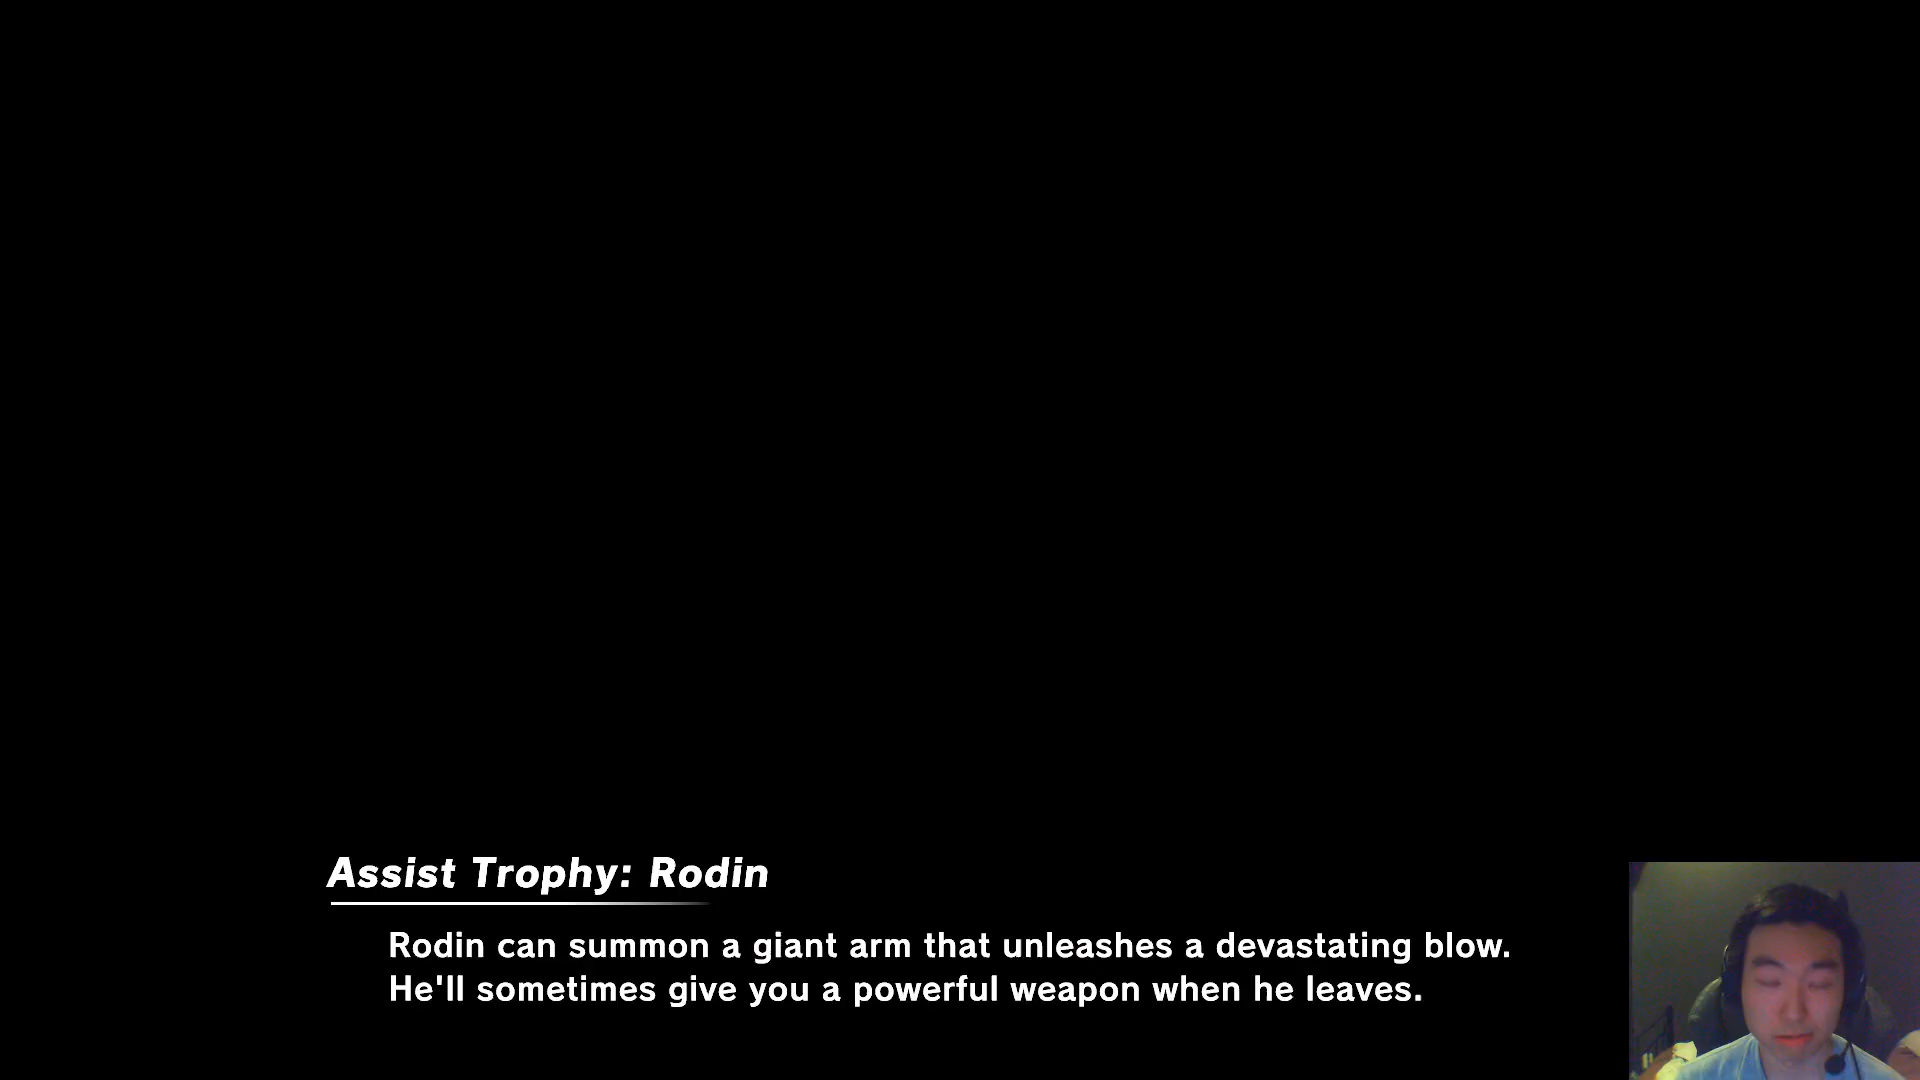 Assist Trophy: Rodin
Rodin can summon a giant arm that unleashes a devastating blow.
He'll sometimes give you a powerful weapon when he leaves.